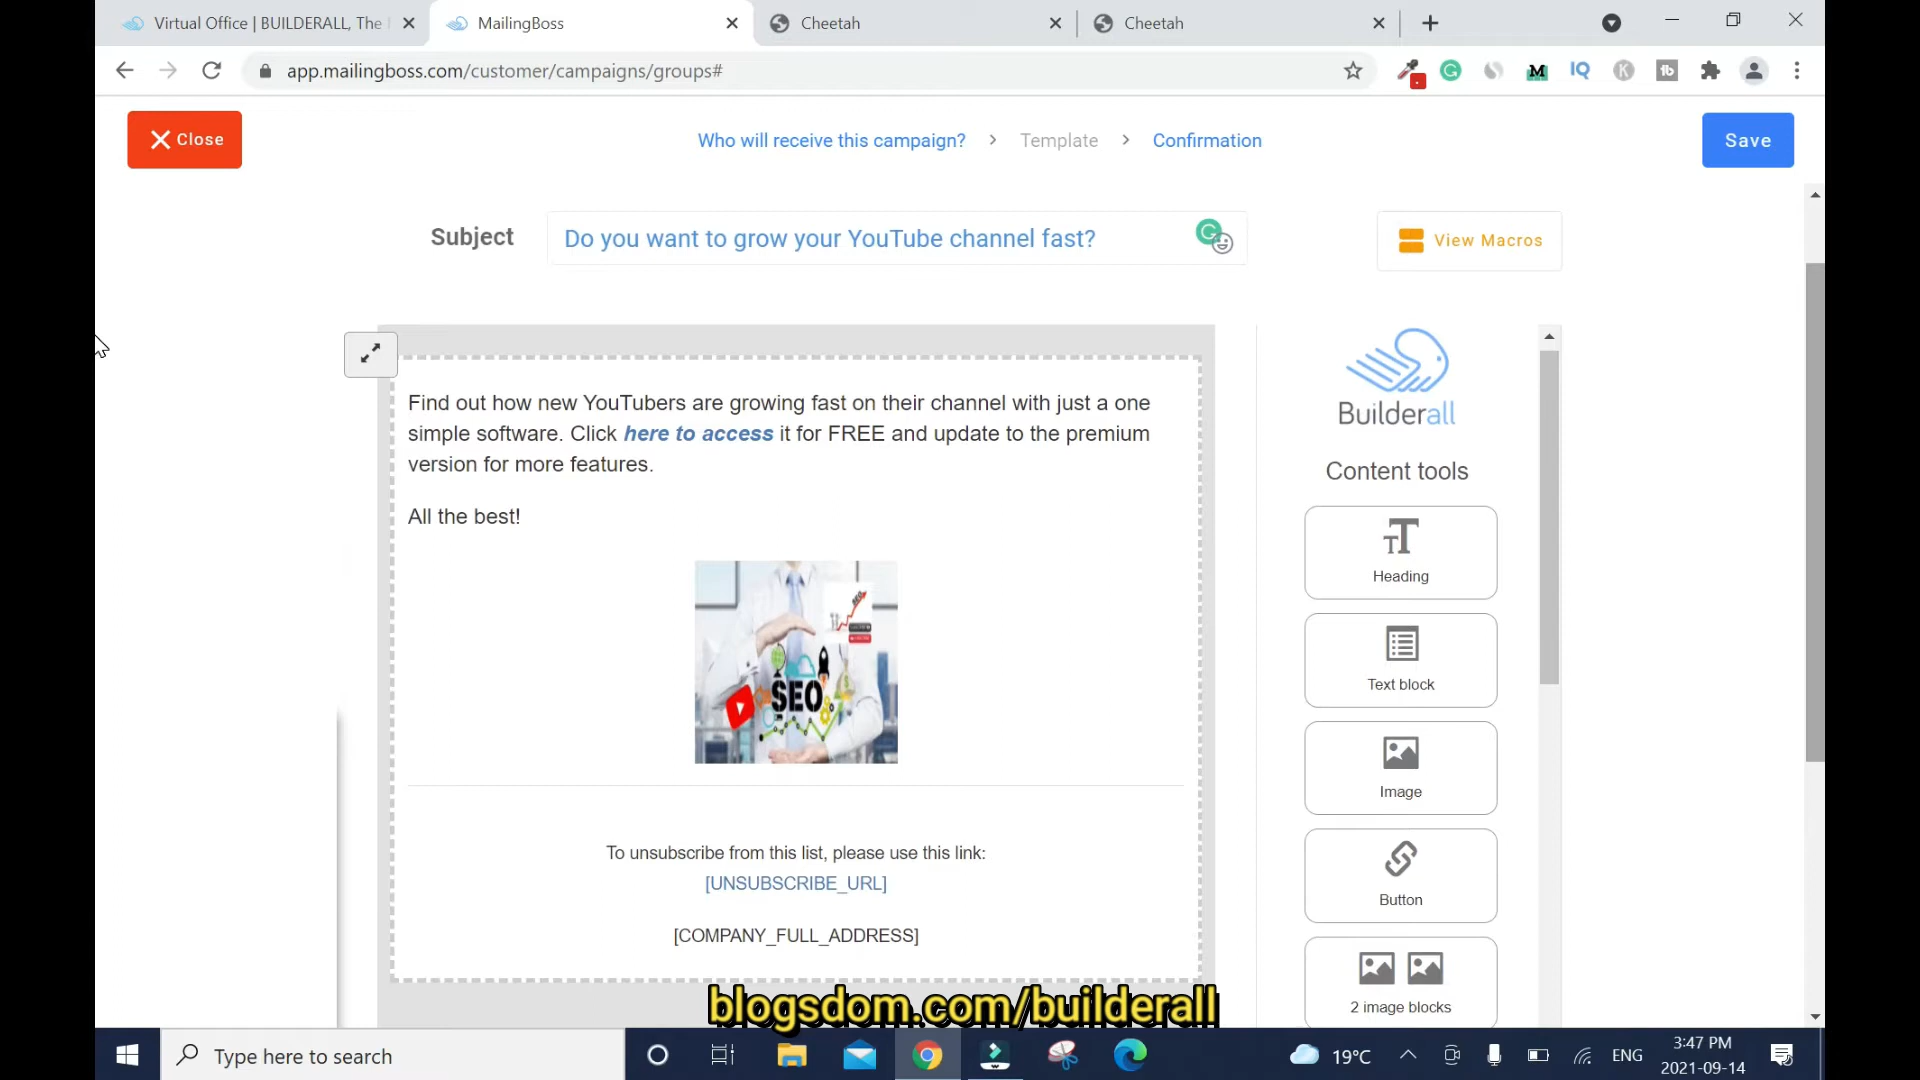 Virtual Office | BUILDERALL, The
MailingBoss
Cheetah
Cheetah
app.mailingboss.com/customer/campaigns/groups#
Close
Who will receive this campaign? > Template > Confirmation
Save
Subject
Do you want to grow your YouTube channel fast?
View Macros
Find out how new YouTubers are growing fast on their channel with just a one
simple software. Click here to access it for FREE and update to the premium
version for more features.
All the best!
SEO
SEO
To unsubscribe from this list, please use this link:
[UNSUBSCRIBE_URL]
[COMPANY_FULL_ADDRESS]
Builderall
Content tools
Heading
Text block
Image
Button
2 image blocks
blogsdom.com/builderall
Type here to search
19°C
ENG
3:47 PM
2021-09-14